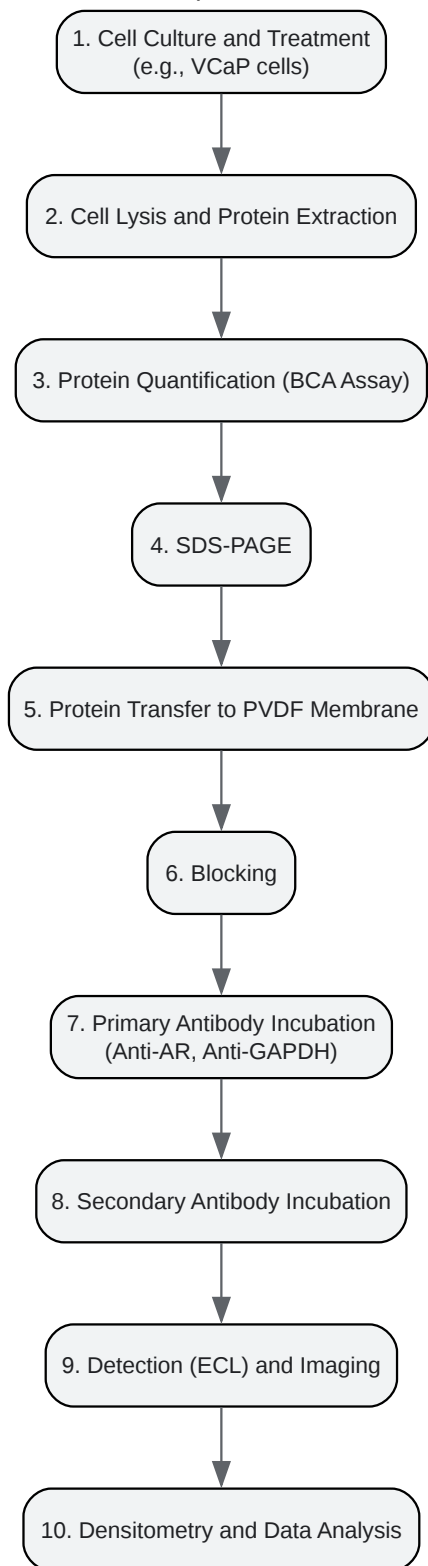 1. Cell Culture and Treatment
(e.g., VCaP cells)
2. Cell Lysis and Protein Extraction
3. Protein Quantification (BCA Assay)
4. SDS-PAGE
5. Protein Transfer to PVDF Membrane
6. Blocking
7. Primary Antibody Incubation
(Anti-AR, Anti-GAPDH)
8. Secondary Antibody Incubation
9. Detection (ECL) and Imaging
10. Densitometry and Data Analysis